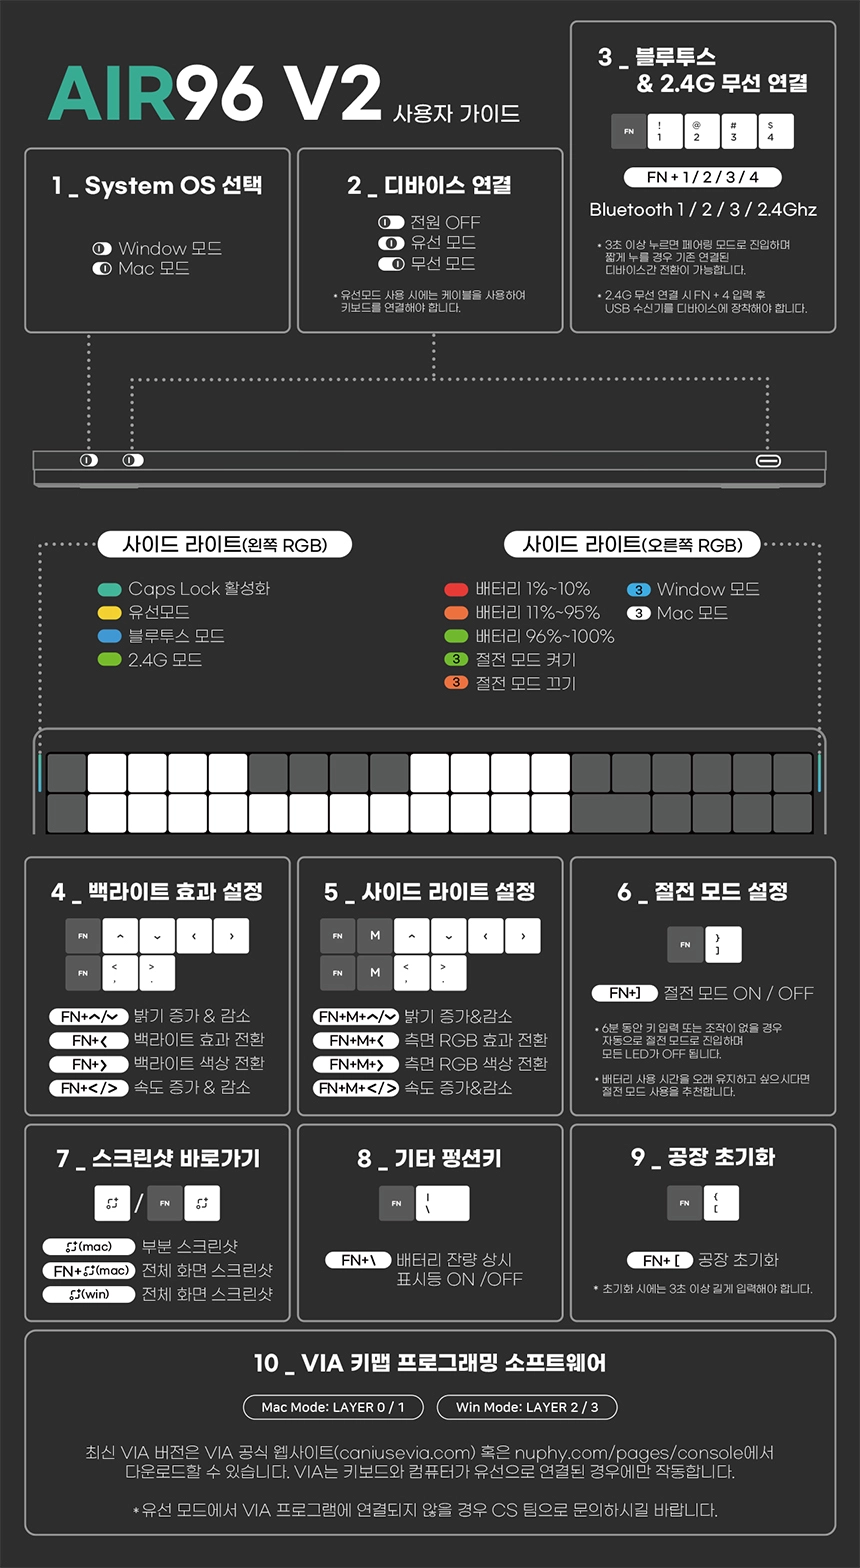 AIR96 V2 사용자 가이드
1 _ System OS 선택
Window 모드
Mac 모드
2 _ 디바이스 연결
전원 OFF
유선 모드
무선 모드
* 유선모드 사용 시에는 케이블을 사용하여
키보드를 연결해야 합니다.
3 _ 블루투스
& 2.4G 무선 연결
FN ! 1 @ 2 # 3 $ 4
FN + 1 / 2 / 3 / 4
Bluetooth 1 / 2 / 3 / 2.4Ghz
* 3초 이상 누르면 페어링 모드로 진입하며
짧게 누를 경우 기존 연결된
디바이스간 전환이 가능합니다.
* 2.4G 무선 연결 시 FN + 4 입력 후
USB 수신기를 디바이스에 장착해야 합니다.
사이드 라이트(왼쪽 RGB)
Caps Lock 활성화
유선모드
블루투스 모드
2.4G 모드
사이드 라이트(오른쪽 RGB)
배터리 1%~10%
배터리 11%~95%
배터리 96%~100%
3 절전 모드 켜기
3 절전 모드 끄기
3 Window 모드
3 Mac 모드
4 _ 백라이트 효과 설정
FN ︿ ﹀ ‹ ›
FN < , > .
FN+︿/﹀ 밝기 증가 & 감소
FN+❮ 백라이트 효과 전환
FN+❯ 백라이트 색상 전환
FN+</> 속도 증가 & 감소
5 _ 사이드 라이트 설정
FN M ︿ ﹀ ‹ ›
FN M < , > .
FN+M+︿/﹀ 밝기 증가&감소
FN+M+❮ 측면 RGB 효과 전환
FN+M+❯ 측면 RGB 색상 전환
FN+M+</> 속도 증가&감소
6 _ 절전 모드 설정
FN } ]
FN+] 절전 모드 ON / OFF
* 6분 동안 키 입력 또는 조작이 없을 경우
자동으로 절전 모드로 진입하며
모든 LED가 OFF 됩니다.
* 배터리 사용 시간을 오래 유지하고 싶으시다면
절전 모드 사용을 추천합니다.
7 _ 스크린샷 바로가기
/ FN
(mac) 부분 스크린샷
FN+(mac) 전체 화면 스크린샷
(win) 전체 화면 스크린샷
8 _ 기타 펑션키
FN | \
FN+\ 배터리 잔량 상시
표시등 ON /OFF
9 _ 공장 초기화
FN { [
FN+ [ 공장 초기화
* 초기화 시에는 3초 이상 길게 입력해야 합니다.
10 _ VIA 키맵 프로그래밍 소프트웨어
Mac Mode: LAYER 0 / 1
Win Mode: LAYER 2 / 3
최신 VIA 버전은 VIA 공식 웹사이트(caniusevia.com) 혹은 nuphy.com/pages/console에서
다운로드할 수 있습니다. VIA는 키보드와 컴퓨터가 유선으로 연결된 경우에만 작동합니다.
*유선 모드에서 VIA 프로그램에 연결되지 않을 경우 CS 팀으로 문의하시길 바랍니다.